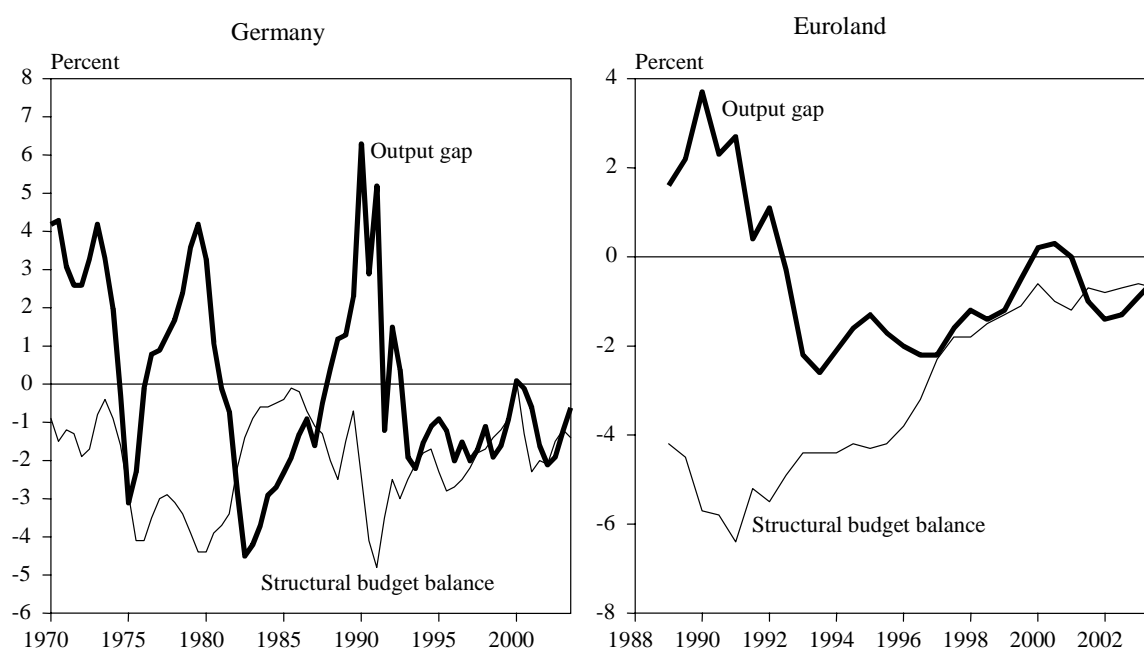 Germany
Percent
8
7
6
5
4
3
2
1
0
-1
-2
-3
-4
-5
-6
Output gap
Structural budget balance
1970 1975 1980 1985 1990 1995 2000
Euroland
Percent
4
2
0
-2
-4
-6
-8
Output gap
Structural budget balance
1988 1990 1992 1994 1996 1998 2000 2002